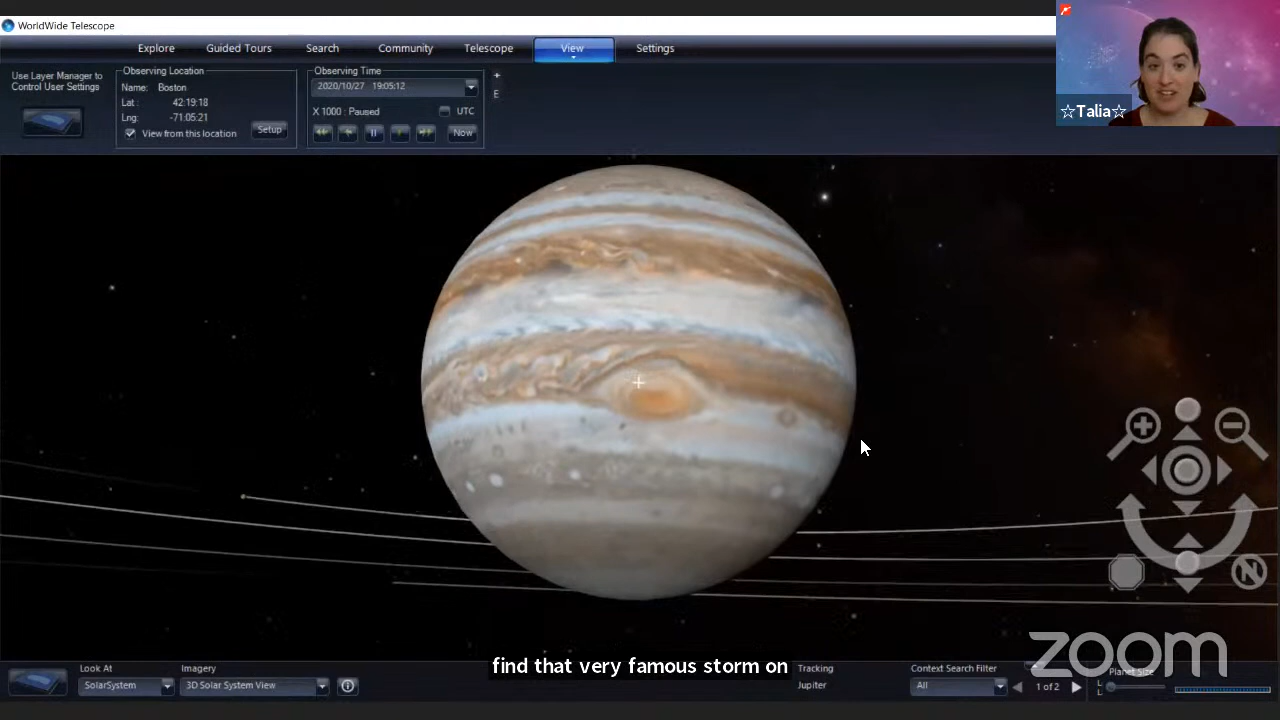 WorldWide Telescope
☆Talia☆
Explore Guided Tours Search Community Telescope View Settings
Use Layer Manager to
Control User Settings
Observing Location
Name: Boston
Lat : 42:19:18
Lng: -71:05:21
View from this location
Setup
Observing Time
2020/10/27 19:05:12
X 1000 : Paused
UTC
Now
+
E
N
zoom
find that very famous storm on
Look At
SolarSystem
Imagery
3D Solar System View
Tracking
Jupiter
Context Search Filter
All
1 of 2
Planet Size
L
L